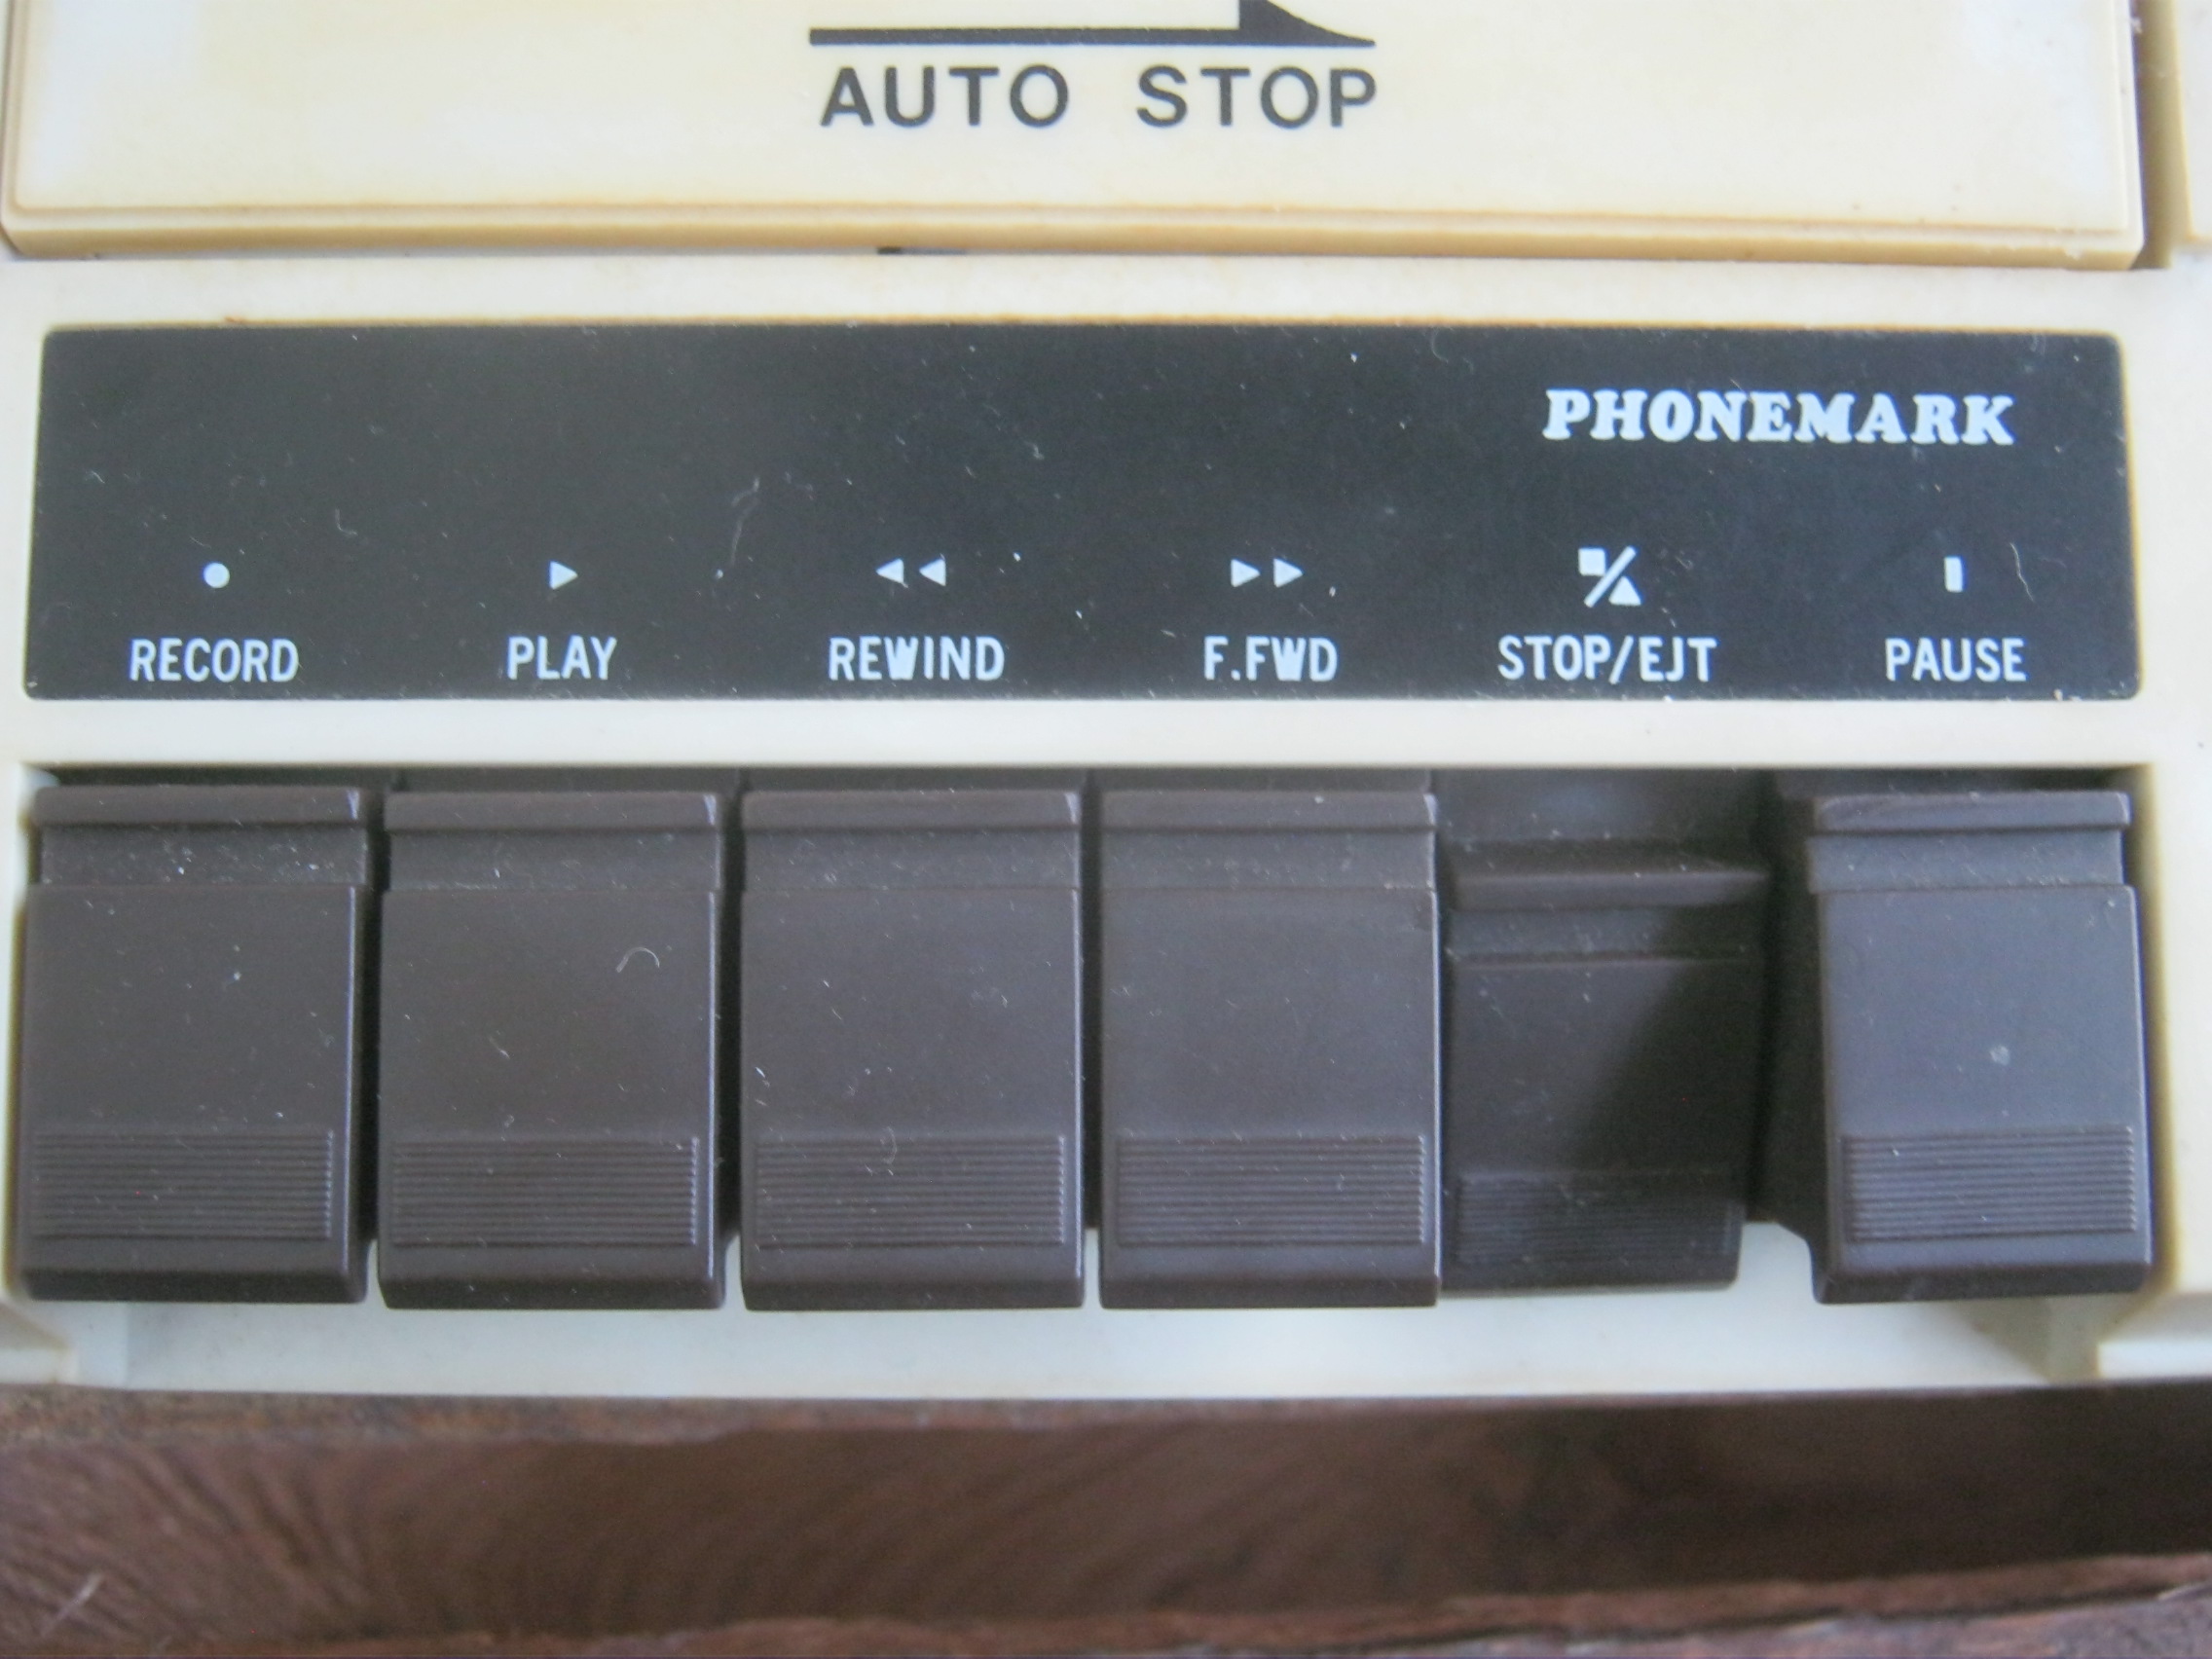 AUTO STOP
PHONEMARK
RECORD PLAY REWIND F.FWD STOP/EJT PAUSE